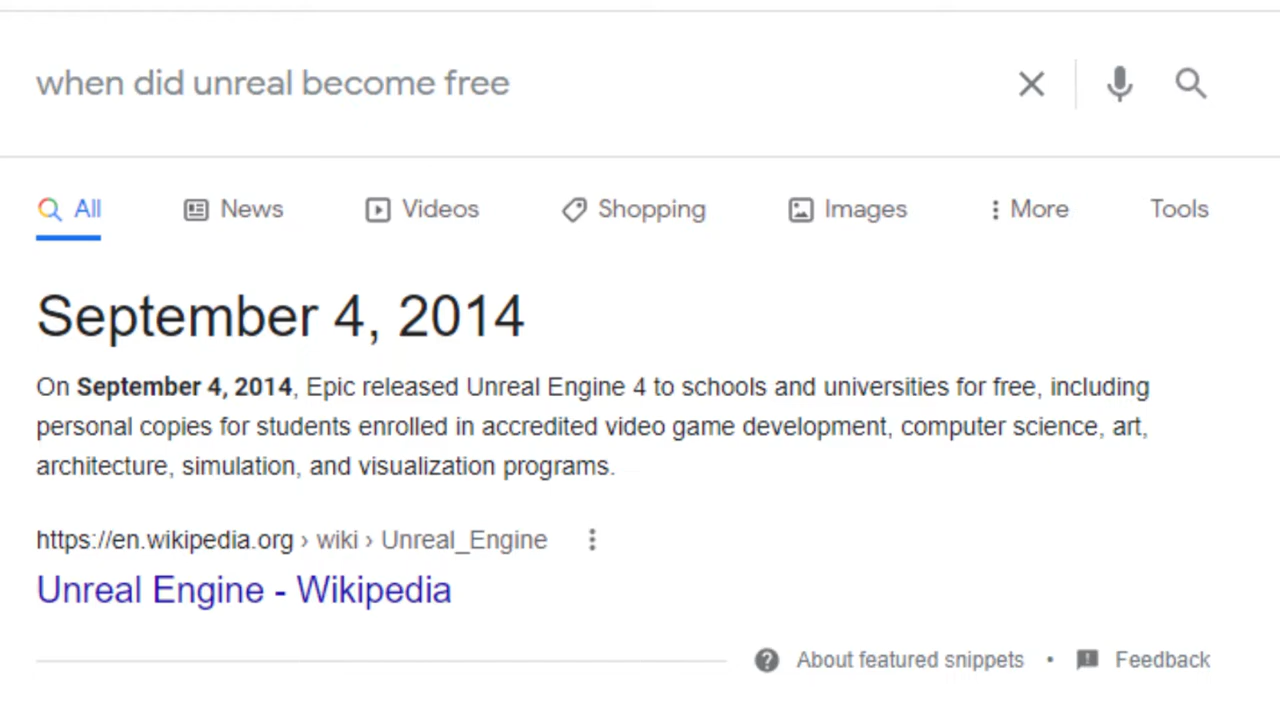 when did unreal become free
All News Videos Shopping Images More Tools
September 4, 2014
On September 4, 2014, Epic released Unreal Engine 4 to schools and universities for free, including
personal copies for students enrolled in accredited video game development, computer science, art,
architecture, simulation, and visualization programs.
https://en.wikipedia.org › wiki › Unreal_Engine
Unreal Engine - Wikipedia
About featured snippets • Feedback